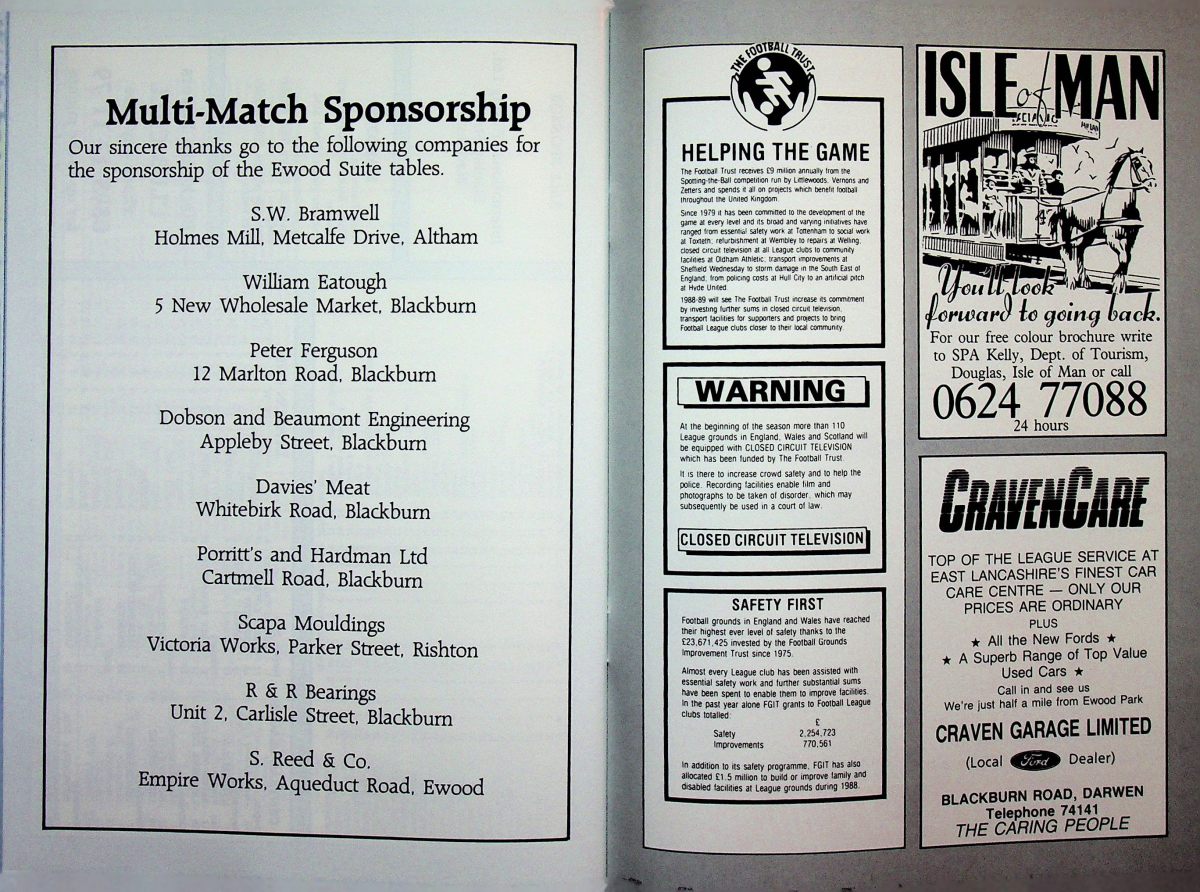 Multi-Match Sponsorship
Our sincere thanks go to the following companies for
the sponsorship of the Ewood Suite tables.
S.W. Bramwell
Holmes Mill, Metcalfe Drive, Altham
William Eatough
5 New Wholesale Market, Blackburn
Peter Ferguson
12 Marlton Road, Blackburn
Dobson and Beaumont Engineering
Appleby Street, Blackburn
Davies' Meat
Whitebirk Road, Blackburn
Porritt's and Hardman Ltd
Cartmell Road, Blackburn
Scapa Mouldings
Victoria Works, Parker Street, Rishton
R & R Bearings
Unit 2, Carlisle Street, Blackburn
S. Reed & Co.
Empire Works, Aqueduct Road, Ewood
THE FOOTBALL TRUST
HELPING THE GAME
The Football Trust receives £9 million annually from the
Spotting-the-Ball competition run by Littlewoods, Vernons and
Zetters and spends it all on projects which benefit football
throughout the United Kingdom.
Since 1979 it has been committed to the development of the
game at every level and its broad and varying initiatives have
ranged from essential safety work at Tottenham to social work
at Toxteth; refurbishment at Wembley to repairs at Welling;
closed circuit television at all League clubs to community
facilities at Oldham Athletic; transport improvements at
Sheffield Wednesday to storm damage in the South East of
England; from policing costs at Hull City to an artificial pitch
at Hyde United.
1988-89 will see The Football Trust increase its commitment
by investing further sums in closed circuit television,
transport facilities for supporters and projects to bring
Football League clubs closer to their local community.
WARNING
At the beginning of the season more than 110
League grounds in England, Wales and Scotland will
be equipped with CLOSED CIRCUIT TELEVISION
which has been funded by The Football Trust.
It is there to increase crowd safety and to help the
police. Recording facilities enable film and
photographs to be taken of disorder, which may
subsequently be used in a court of law.
CLOSED CIRCUIT TELEVISION
SAFETY FIRST
Football grounds in England and Wales have reached
their highest ever level of safety thanks to the
£23,671,425 invested by the Football Grounds
Improvement Trust since 1975.
Almost every League club has been assisted with
essential safety work and further substantial sums
have been spent to enable them to improve facilities.
In the past year alone FGIT grants to Football League
clubs totalled:
£
Safety 2,254,723
Improvements 770,561
In addition to its safety programme, FGIT has also
allocated £1.5 million to build or improve family and
disabled facilities at League grounds during 1988.
ISLE of MAN
You'll look
forward to going back.
For our free colour brochure write
to SPA Kelly, Dept. of Tourism,
Douglas, Isle of Man or call
0624 77088
24 hours
CRAVENCARE
TOP OF THE LEAGUE SERVICE AT
EAST LANCASHIRE'S FINEST CAR
CARE CENTRE — ONLY OUR
PRICES ARE ORDINARY
PLUS
★ All the New Fords ★
★ A Superb Range of Top Value
Used Cars ★
Call in and see us
We're just half a mile from Ewood Park
CRAVEN GARAGE LIMITED
(Local Ford Dealer)
BLACKBURN ROAD, DARWEN
Telephone 74141
THE CARING PEOPLE